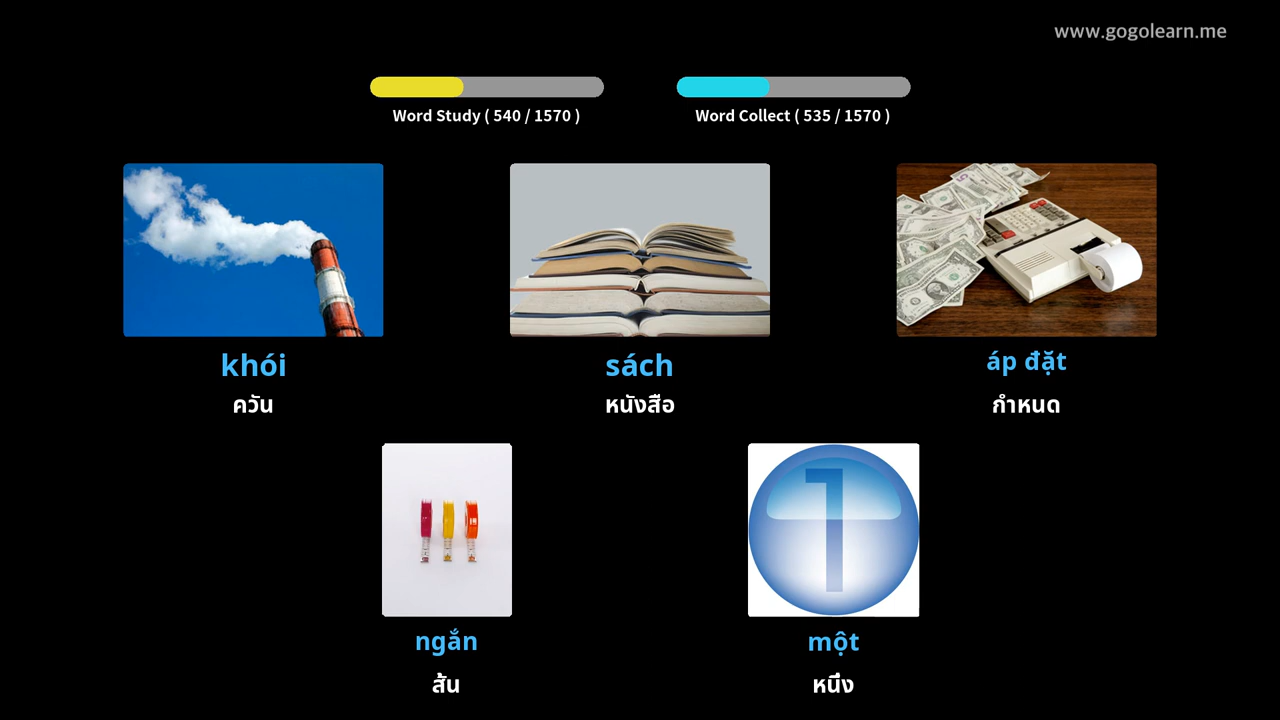 www.gogolearn.me
Word Study ( 540 / 1570 )
Word Collect ( 535 / 1570 )
khói
sách
áp đặt
ควัน
หนังสือ
กำหนด
ngắn
một
สั้น
หนึ่ง